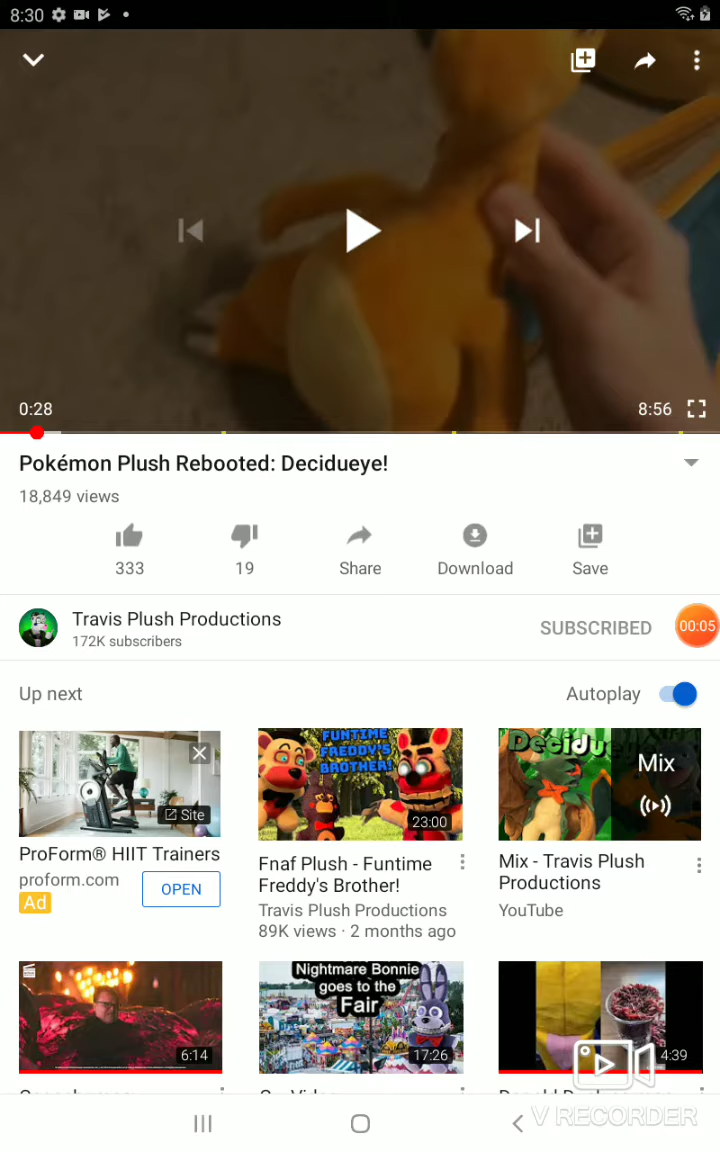 8:30
0:28
8:56
Pokémon Plush Rebooted: Decidueye!
18,849 views
333
19
Share
Download
Save
Travis Plush Productions
172K subscribers
SUBSCRIBED
00:05
Up next
Autoplay
Site
ProForm® HIIT Trainers
proform.com
Ad
OPEN
FUNTIME
FREDDY'S
BROTHER!
23:00
Fnaf Plush - Funtime
Freddy's Brother!
Travis Plush Productions
89K views · 2 months ago
Mix
Mix - Travis Plush
Productions
YouTube
6:14
Nightmare Bonnie
goes to the
Fair
17:26
4:39
V RECORDER